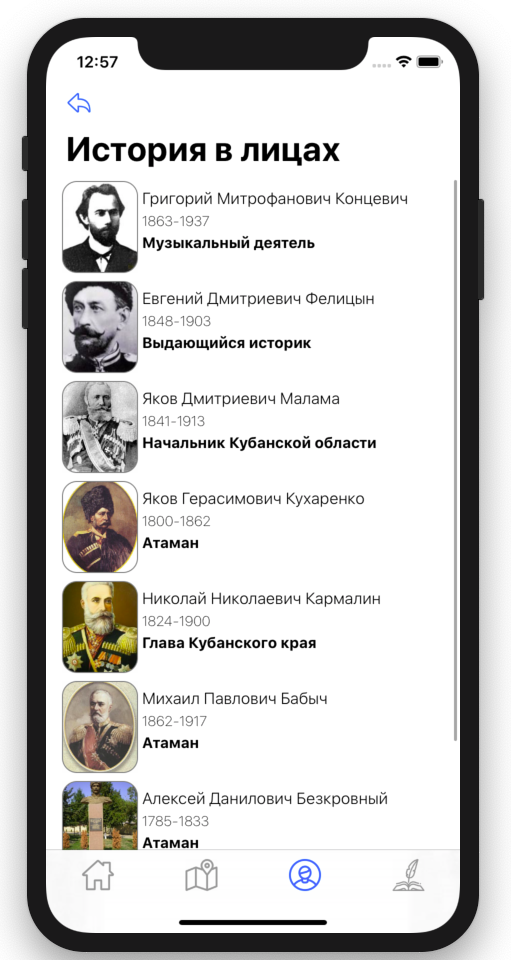 12:57
История в лицах
Григорий Митрофанович Концевич
1863-1937
Музыкальный деятель
Евгений Дмитриевич Фелицын
1848-1903
Выдающийся историк
Яков Дмитриевич Малама
1841-1913
Начальник Кубанской области
Яков Герасимович Кухаренко
1800-1862
Атаман
Николай Николаевич Кармалин
1824-1900
Глава Кубанского края
Михаил Павлович Бабыч
1862-1917
Атаман
Алексей Данилович Безкровный
1785-1833
Атаман